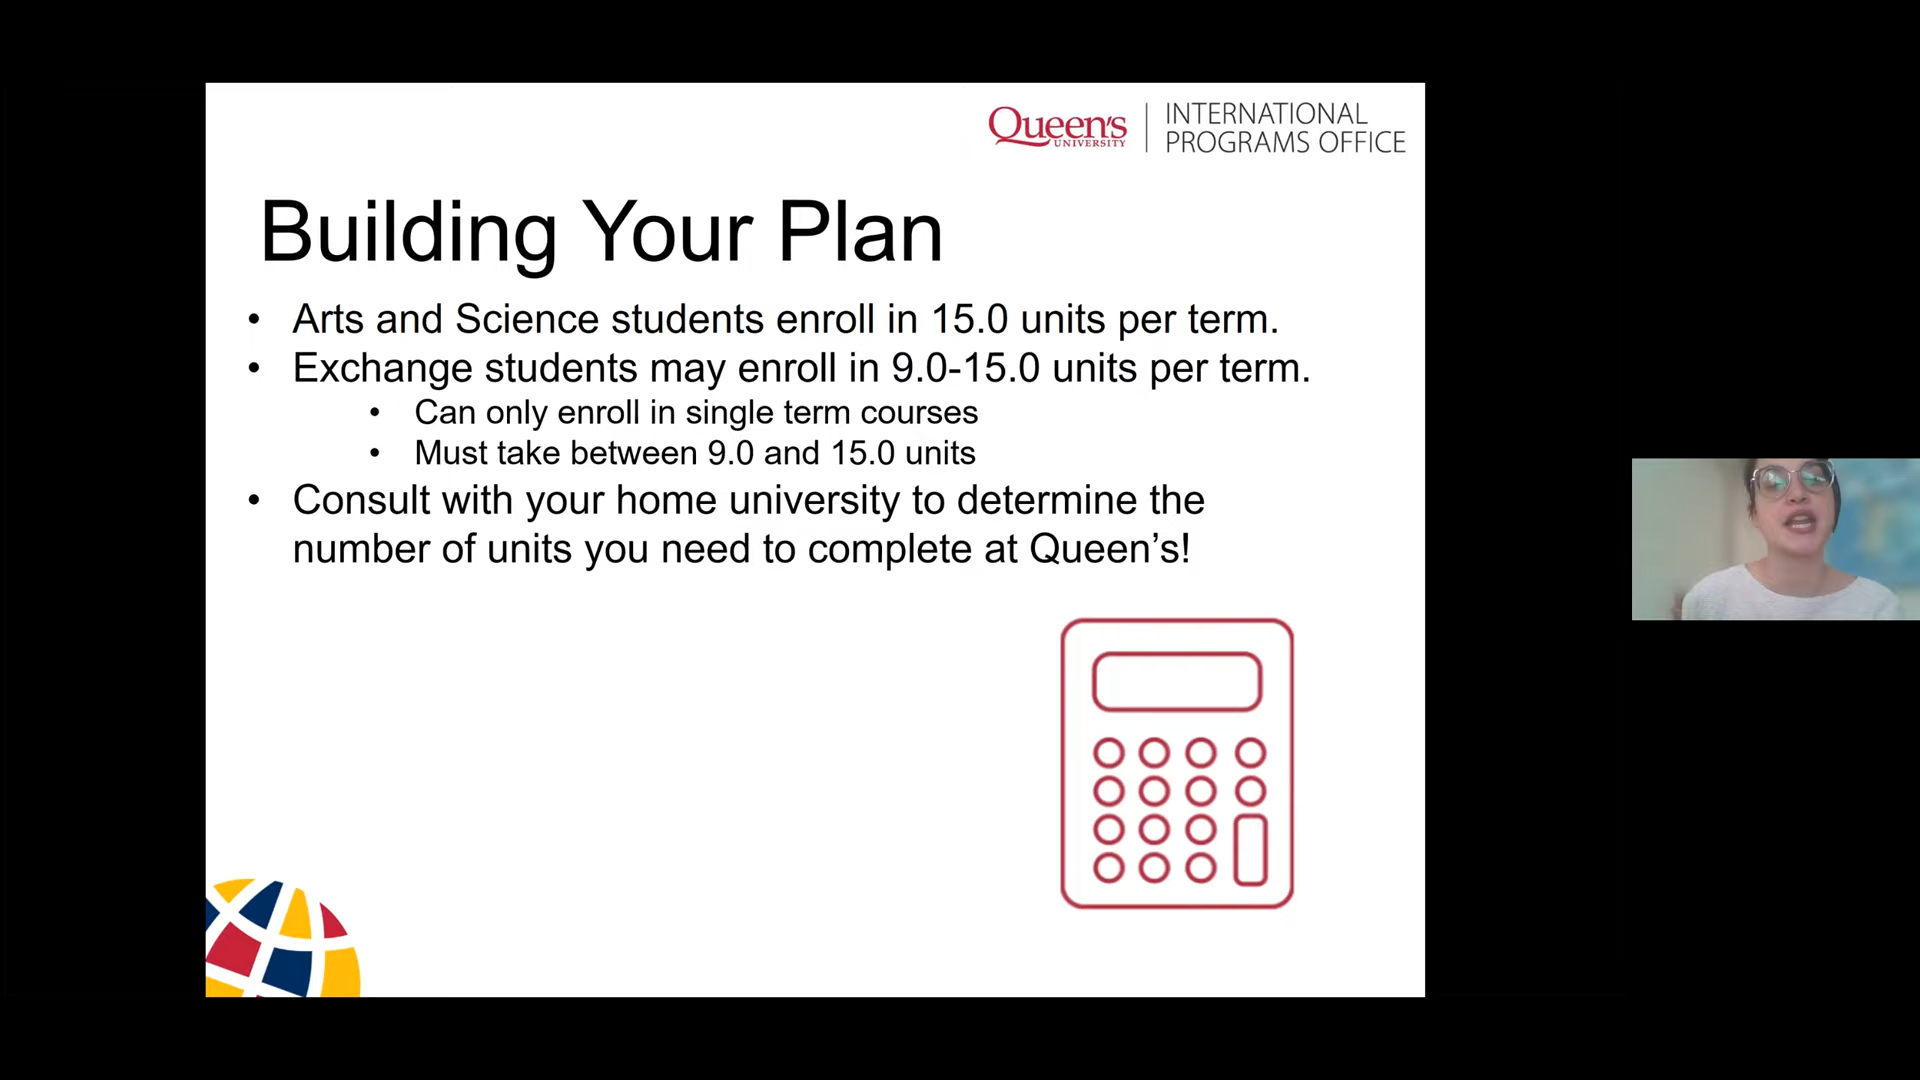 Queen's
UNIVERSITY
INTERNATIONAL
PROGRAMS OFFICE
Building Your Plan
• Arts and Science students enroll in 15.0 units per term.
• Exchange students may enroll in 9.0-15.0 units per term.
• Can only enroll in single term courses
• Must take between 9.0 and 15.0 units
• Consult with your home university to determine the
number of units you need to complete at Queen’s!